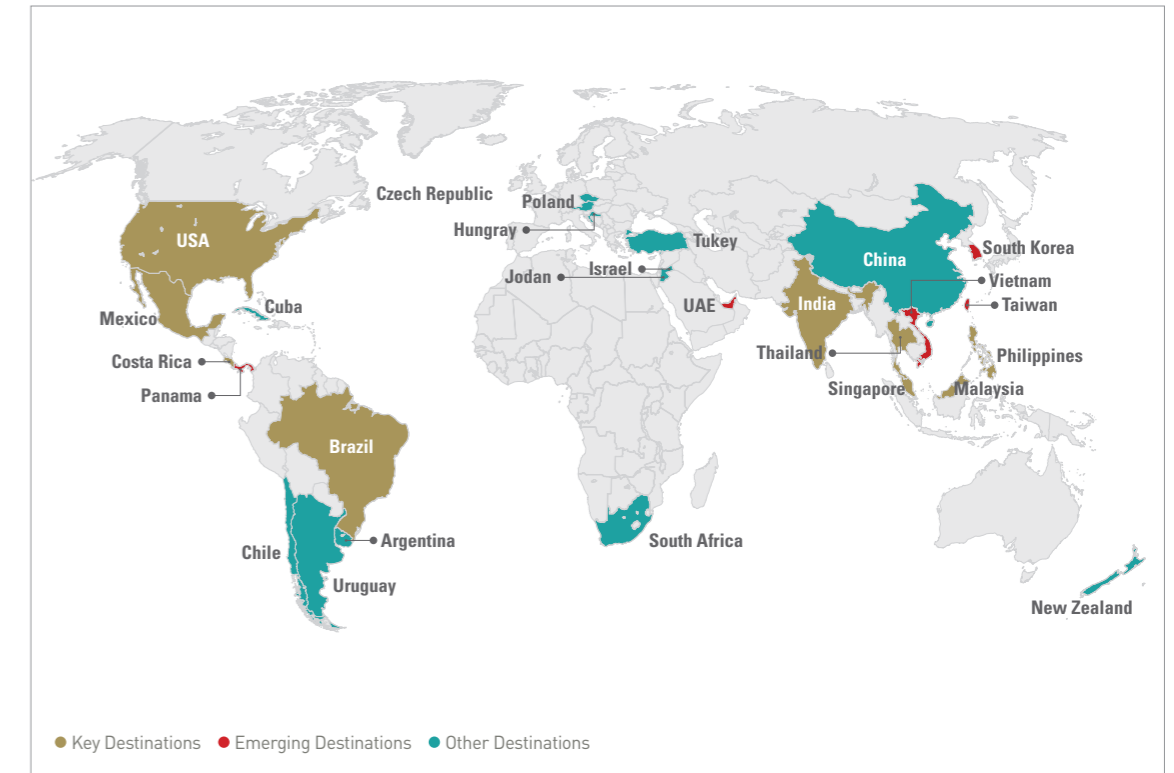 Czech Republic
Poland
USA
Hungray
Tukey
South Korea
China
Israel
Jodan
Vietnam
UAE
India
Taiwan
Cuba
Mexico
Thailand
Philippines
Costa Rica
Singapore
Malaysia
Panama
Brazil
Argentina
South Africa
Chile
Uruguay
New Zealand
Key Destinations
Emerging Destinations
Other Destinations